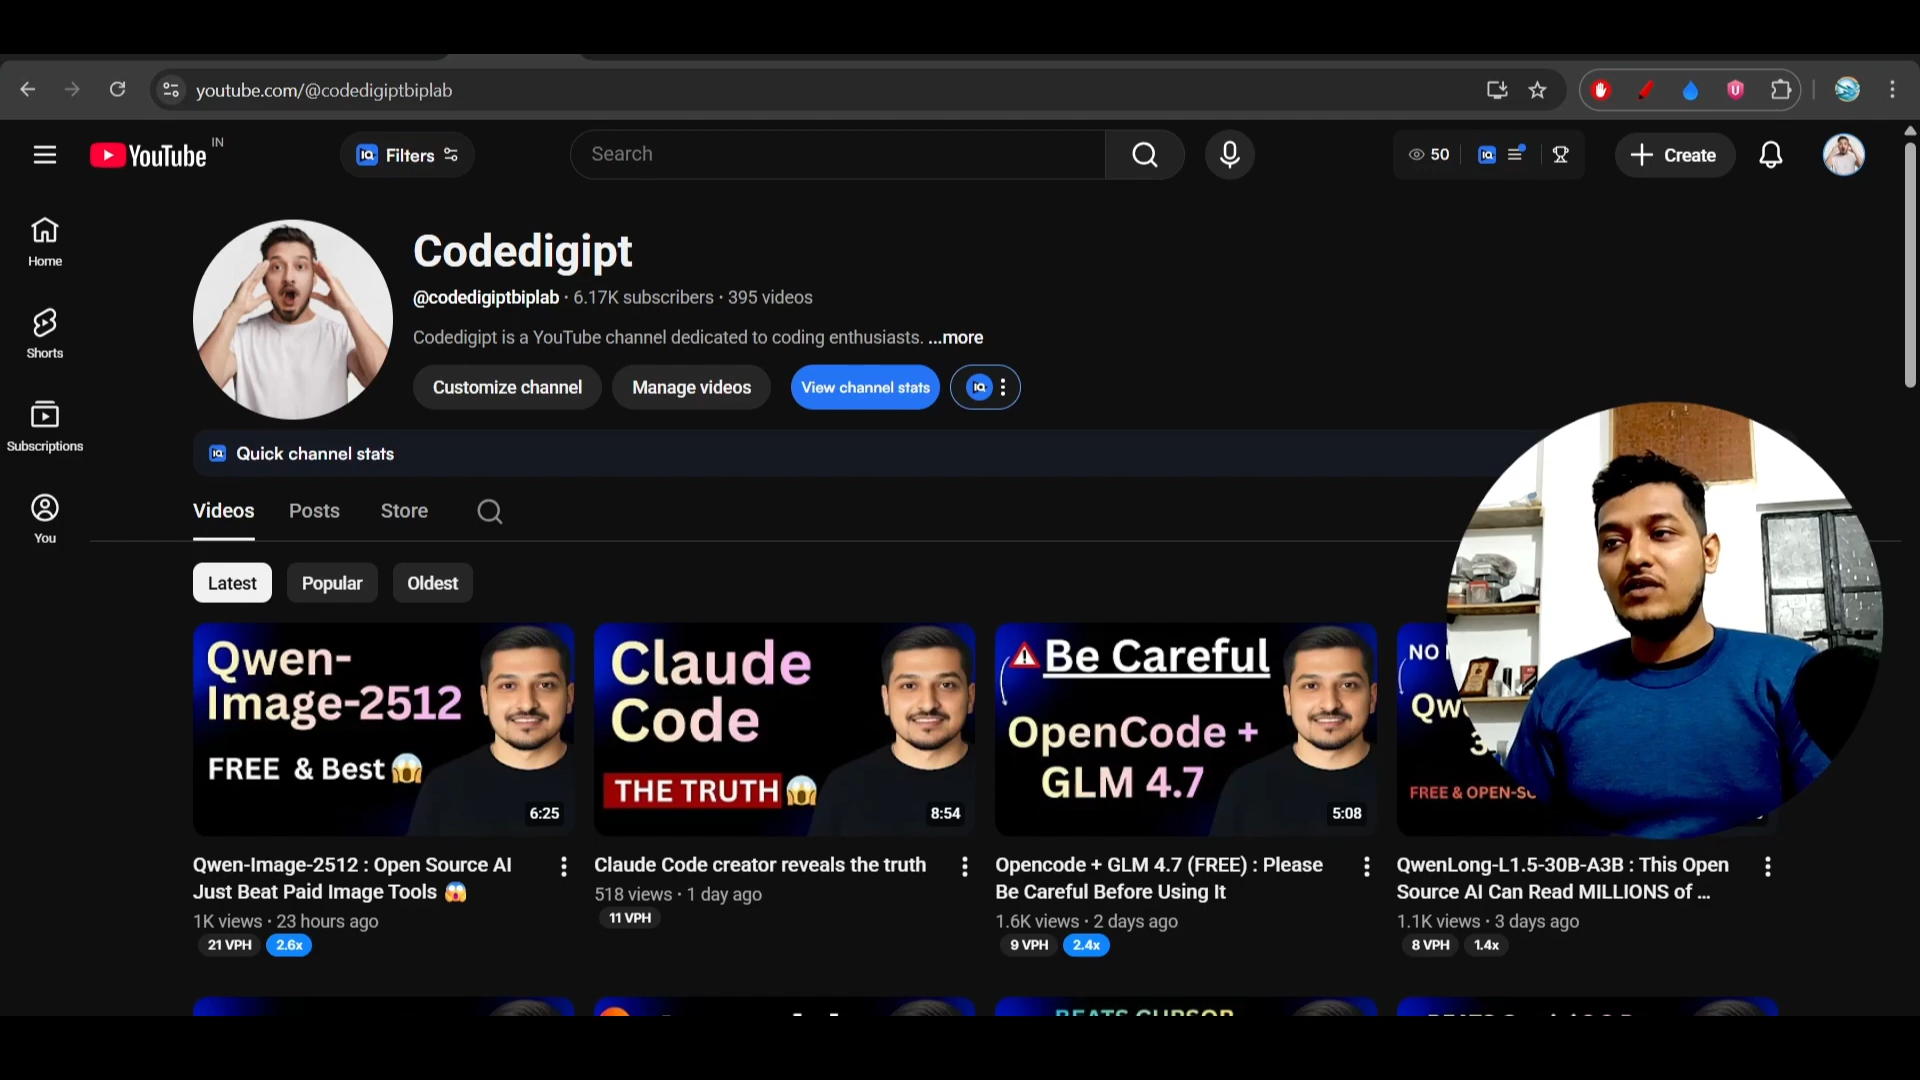 youtube.com/@codedigiptbiplab
YouTube IN
Filters
Search
50
Create
Home
Shorts
Subscriptions
You
Codedigipt
@codedigiptbiplab · 6.17K subscribers · 395 videos
Codedigipt is a YouTube channel dedicated to coding enthusiasts. ...more
Customize channel
Manage videos
View channel stats
Quick channel stats
Videos
Posts
Store
Latest
Popular
Oldest
Qwen-
Image-2512
FREE & Best
6:25
Claude
Code
THE TRUTH
8:54
Be Careful
OpenCode +
GLM 4.7
5:08
NO
FREE & OPEN-
Qwen-Image-2512 : Open Source AI
Just Beat Paid Image Tools
1K views · 23 hours ago
21 VPH 2.6x
Claude Code creator reveals the truth
518 views · 1 day ago
11 VPH
Opencode + GLM 4.7 (FREE) : Please
Be Careful Before Using It
1.6K views · 2 days ago
9 VPH 2.4x
QwenLong-L1.5-30B-A3B : This Open
Source AI Can Read MILLIONS of ...
1.1K views · 3 days ago
8 VPH 1.4x
BEATS CURSOR